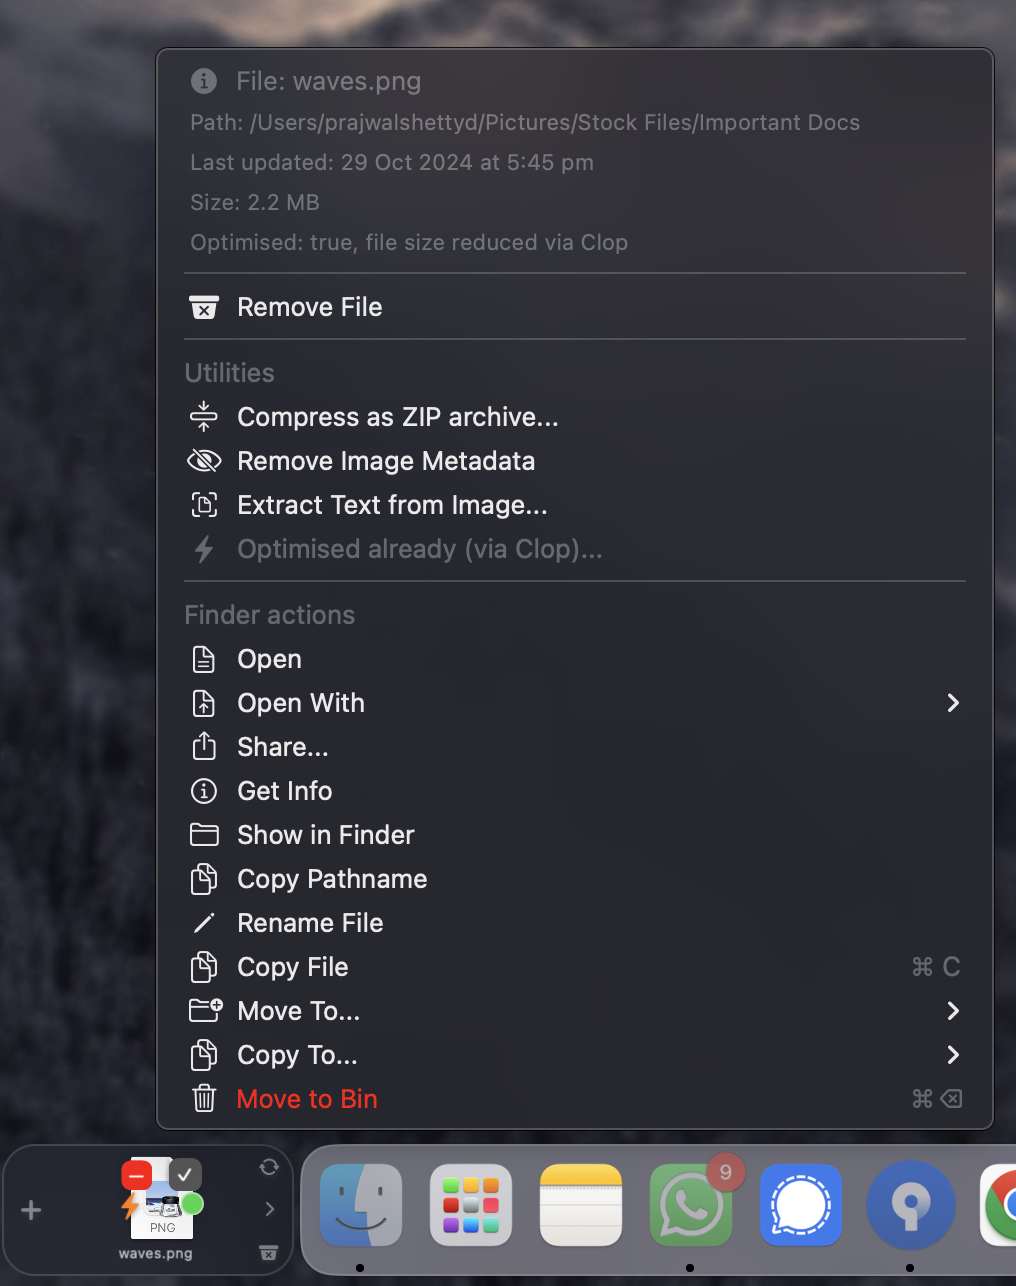 File: waves.png
Path: /Users/prajwalshettyd/Pictures/Stock Files/Important Docs
Last updated: 29 Oct 2024 at 5:45 pm
Size: 2.2 MB
Optimised: true, file size reduced via Clop
Remove File
Utilities
Compress as ZIP archive...
Remove Image Metadata
Extract Text from Image...
Optimised already (via Clop)...
Finder actions
Open
Open With
Share...
Get Info
Show in Finder
Copy Pathname
Rename File
Copy File ⌘ C
Move To...
Copy To...
Move to Bin ⌘ ⌫
PNG
waves.png
9